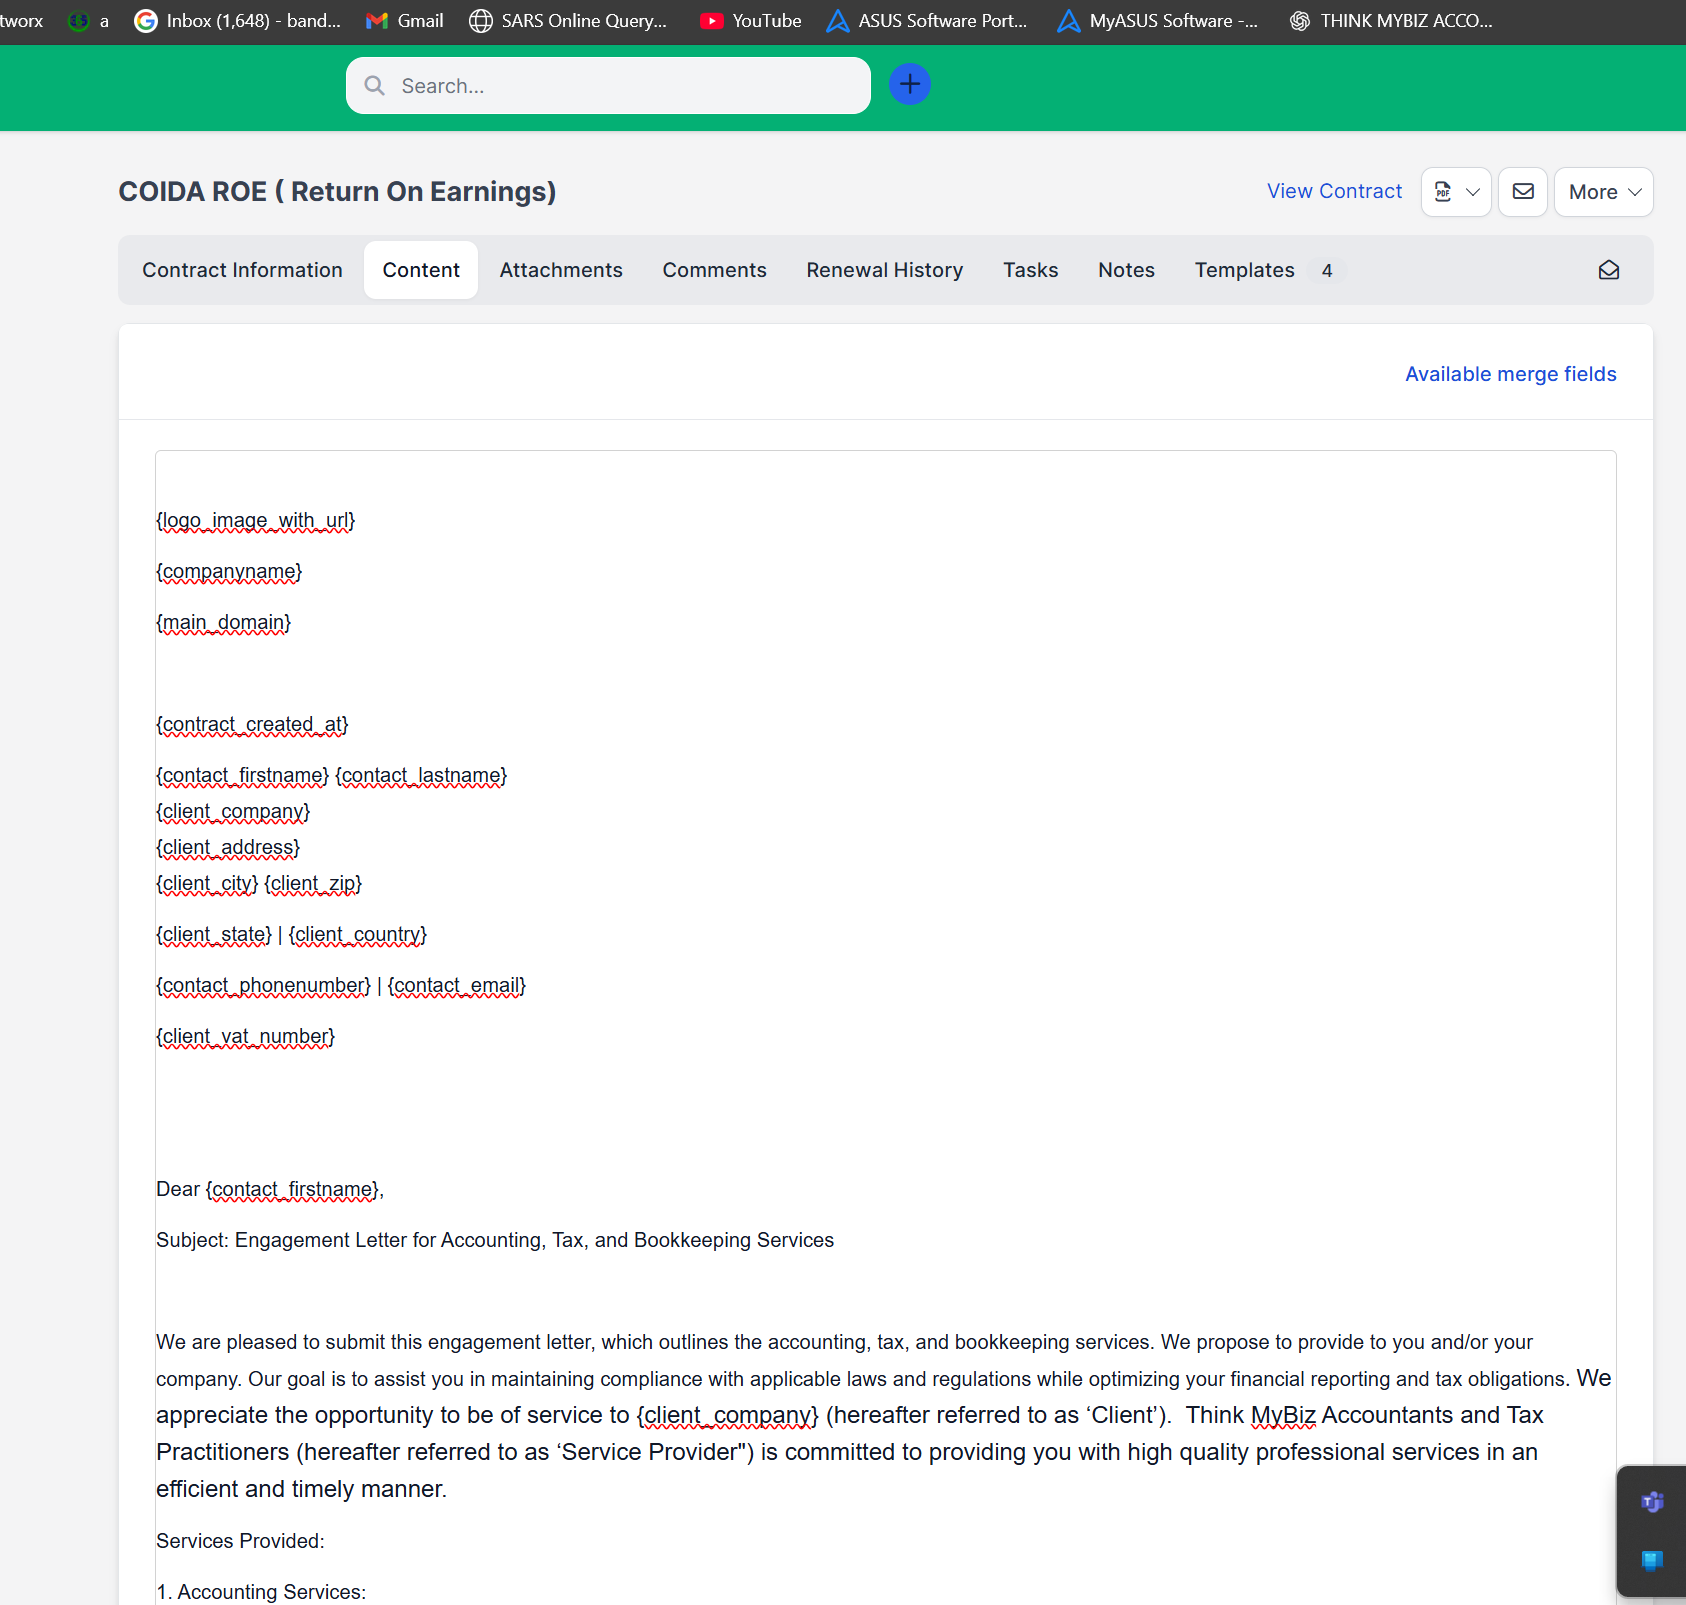 tworx a Inbox (1,648) - band... Gmail SARS Online Query... YouTube ASUS Software Port... MyASUS Software -... THINK MYBIZ ACCO...
Search...
COIDA ROE ( Return On Earnings)
View Contract PDF More
Contract Information Content Attachments Comments Renewal History Tasks Notes Templates 4
Available merge fields
{logo_image_with_url}
{companyname}
{main_domain}
{contract_created_at}
{contact_firstname} {contact_lastname}
{client_company}
{client_address}
{client_city} {client_zip}
{client_state} | {client_country}
{contact_phonenumber} | {contact_email}
{client_vat_number}
Dear {contact_firstname},
Subject: Engagement Letter for Accounting, Tax, and Bookkeeping Services
We are pleased to submit this engagement letter, which outlines the accounting, tax, and bookkeeping services. We propose to provide to you and/or your
company. Our goal is to assist you in maintaining compliance with applicable laws and regulations while optimizing your financial reporting and tax obligations. We
appreciate the opportunity to be of service to {client_company} (hereafter referred to as ‘Client’).  Think MyBiz Accountants and Tax
Practitioners (hereafter referred to as ‘Service Provider") is committed to providing you with high quality professional services in an
efficient and timely manner.
Services Provided:
1. Accounting Services: